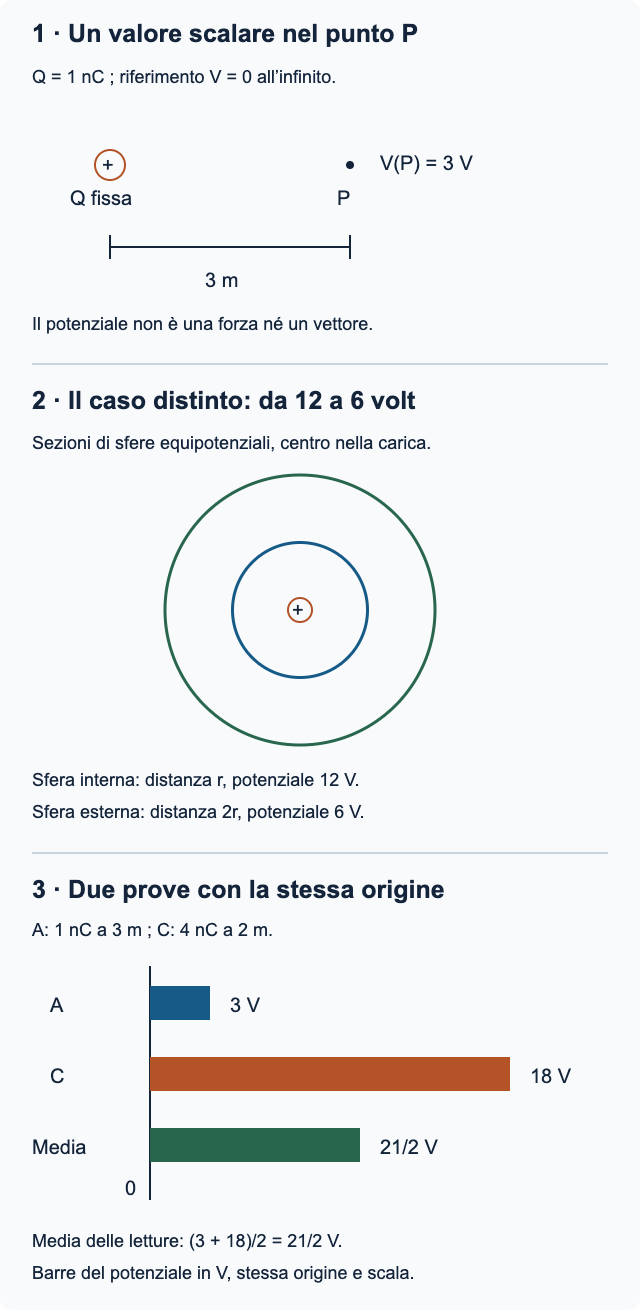 1 · Un valore scalare nel punto P
Q = 1 nC ; riferimento V = 0 all’infinito.
+
V(P) = 3 V
Q fissa
P
3 m
Il potenziale non è una forza né un vettore.
2 · Il caso distinto: da 12 a 6 volt
Sezioni di sfere equipotenziali, centro nella carica.
+
Sfera interna: distanza r, potenziale 12 V.
Sfera esterna: distanza 2r, potenziale 6 V.
3 · Due prove con la stessa origine
A: 1 nC a 3 m ; C: 4 nC a 2 m.
A
3 V
C
18 V
Media
21/2 V
0
Media delle letture: (3 + 18)/2 = 21/2 V.
Barre del potenziale in V, stessa origine e scala.